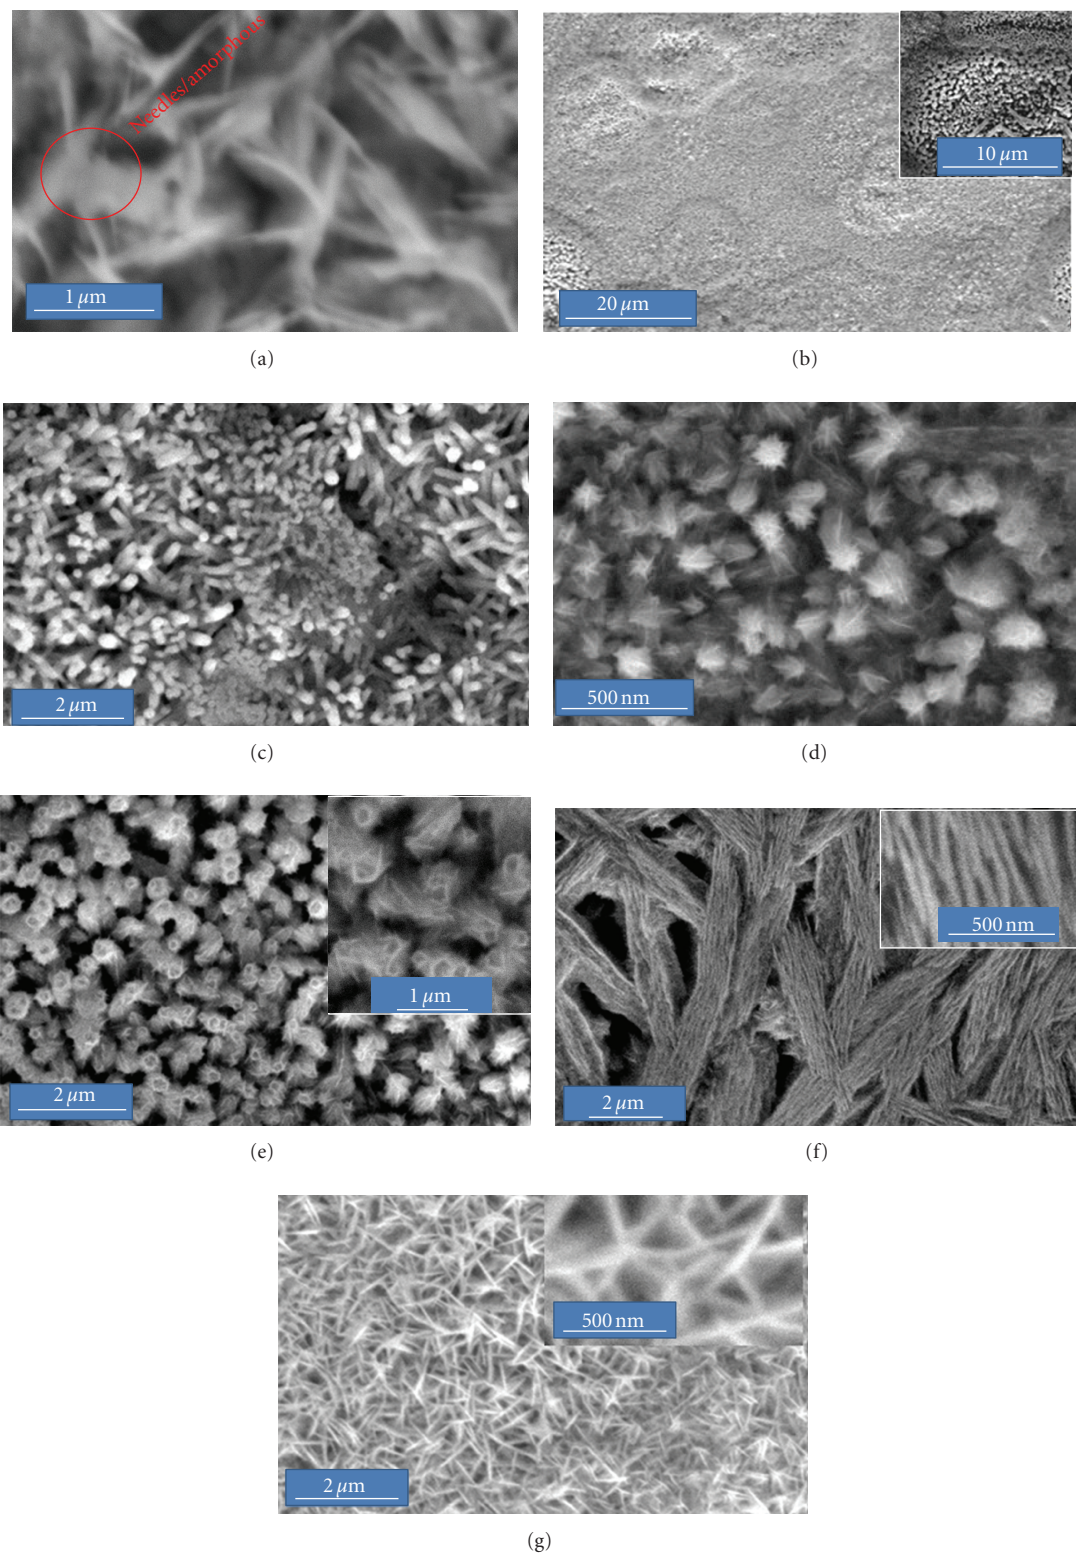 Needles/amorphous
1 µm
(a)
10 µm
20 µm
(b)
2 µm
(c)
500 nm
(d)
1 µm
2 µm
(e)
500 nm
2 µm
(f)
500 nm
2 µm
(g)